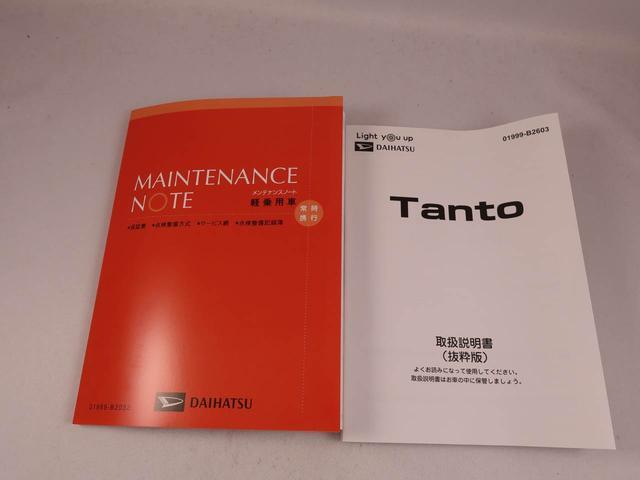 MAINTENANCE
NOTE
メンテナンスノート
軽乗用車
常時
携行
●保証書 ●点検整備方式 ●サービス網 ●点検整備記録簿
01999-B2032
DAIHATSU
Light you up
DAIHATSU
01999-B2603
Tanto
取扱説明書
(抜粋版)
よくお読みになって使用してください。
取扱説明書はお車の中に保管しましょう。